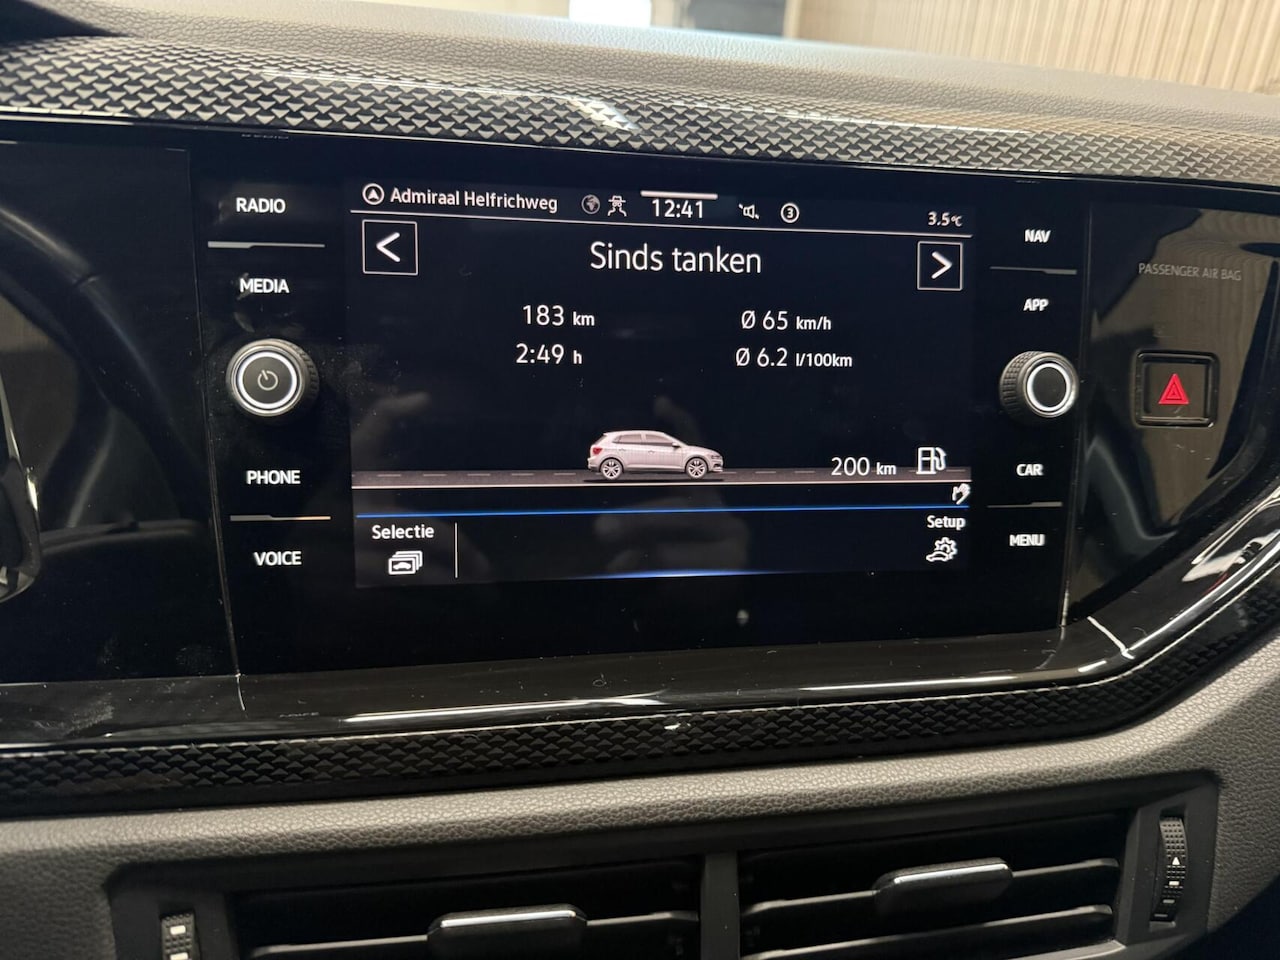 RADIO
MEDIA
PHONE
VOICE
Admiraal Helfrichweg
12:41
3
3.5°C
< Sinds tanken >
183 km
Ø 65 km/h
2:49 h
Ø 6.2 l/100km
200 km
Selectie
Setup
NAV
APP
CAR
MENU
PASSENGER AIR BAG